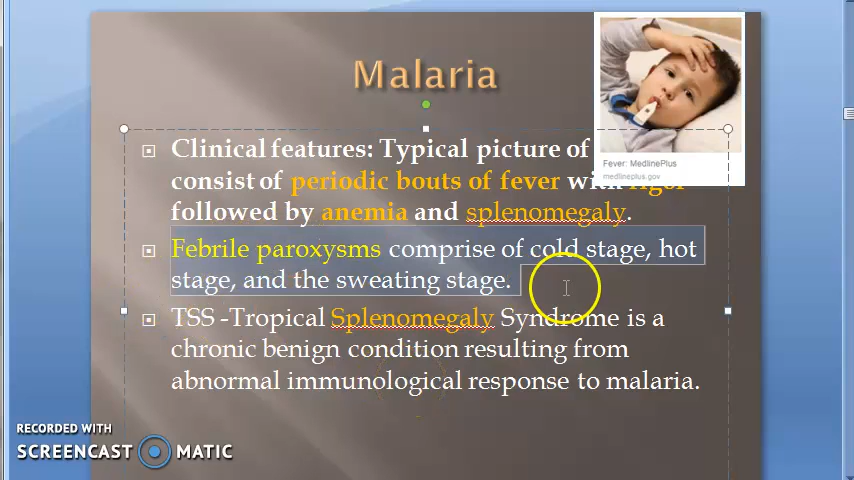 Malaria
Fever: MedlinePlus
medlineplus.gov
Clinical features: Typical picture of
consist of periodic bouts of fever with rigor
followed by anemia and splenomegaly.
Febrile paroxysms comprise of cold stage, hot
stage, and the sweating stage.
TSS -Tropical Splenomegaly Syndrome is a
chronic benign condition resulting from
abnormal immunological response to malaria.
RECORDED WITH
SCREENCAST MATIC